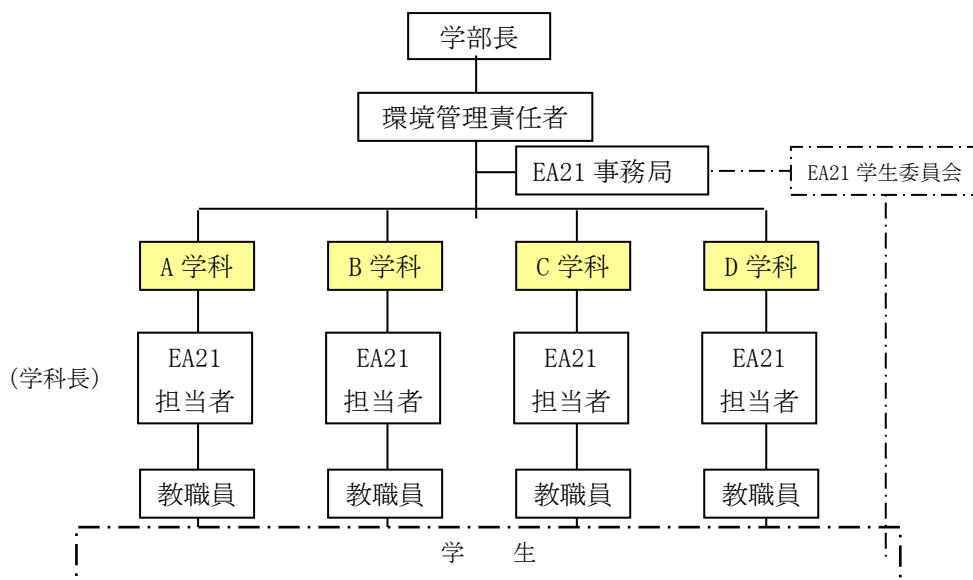 学部長
環境管理責任者
EA21 事務局
EA21 学生委員会
A 学科
B 学科
C 学科
D 学科
(学科長)
EA21
担当者
EA21
担当者
EA21
担当者
EA21
担当者
教職員
教職員
教職員
教職員
学　生